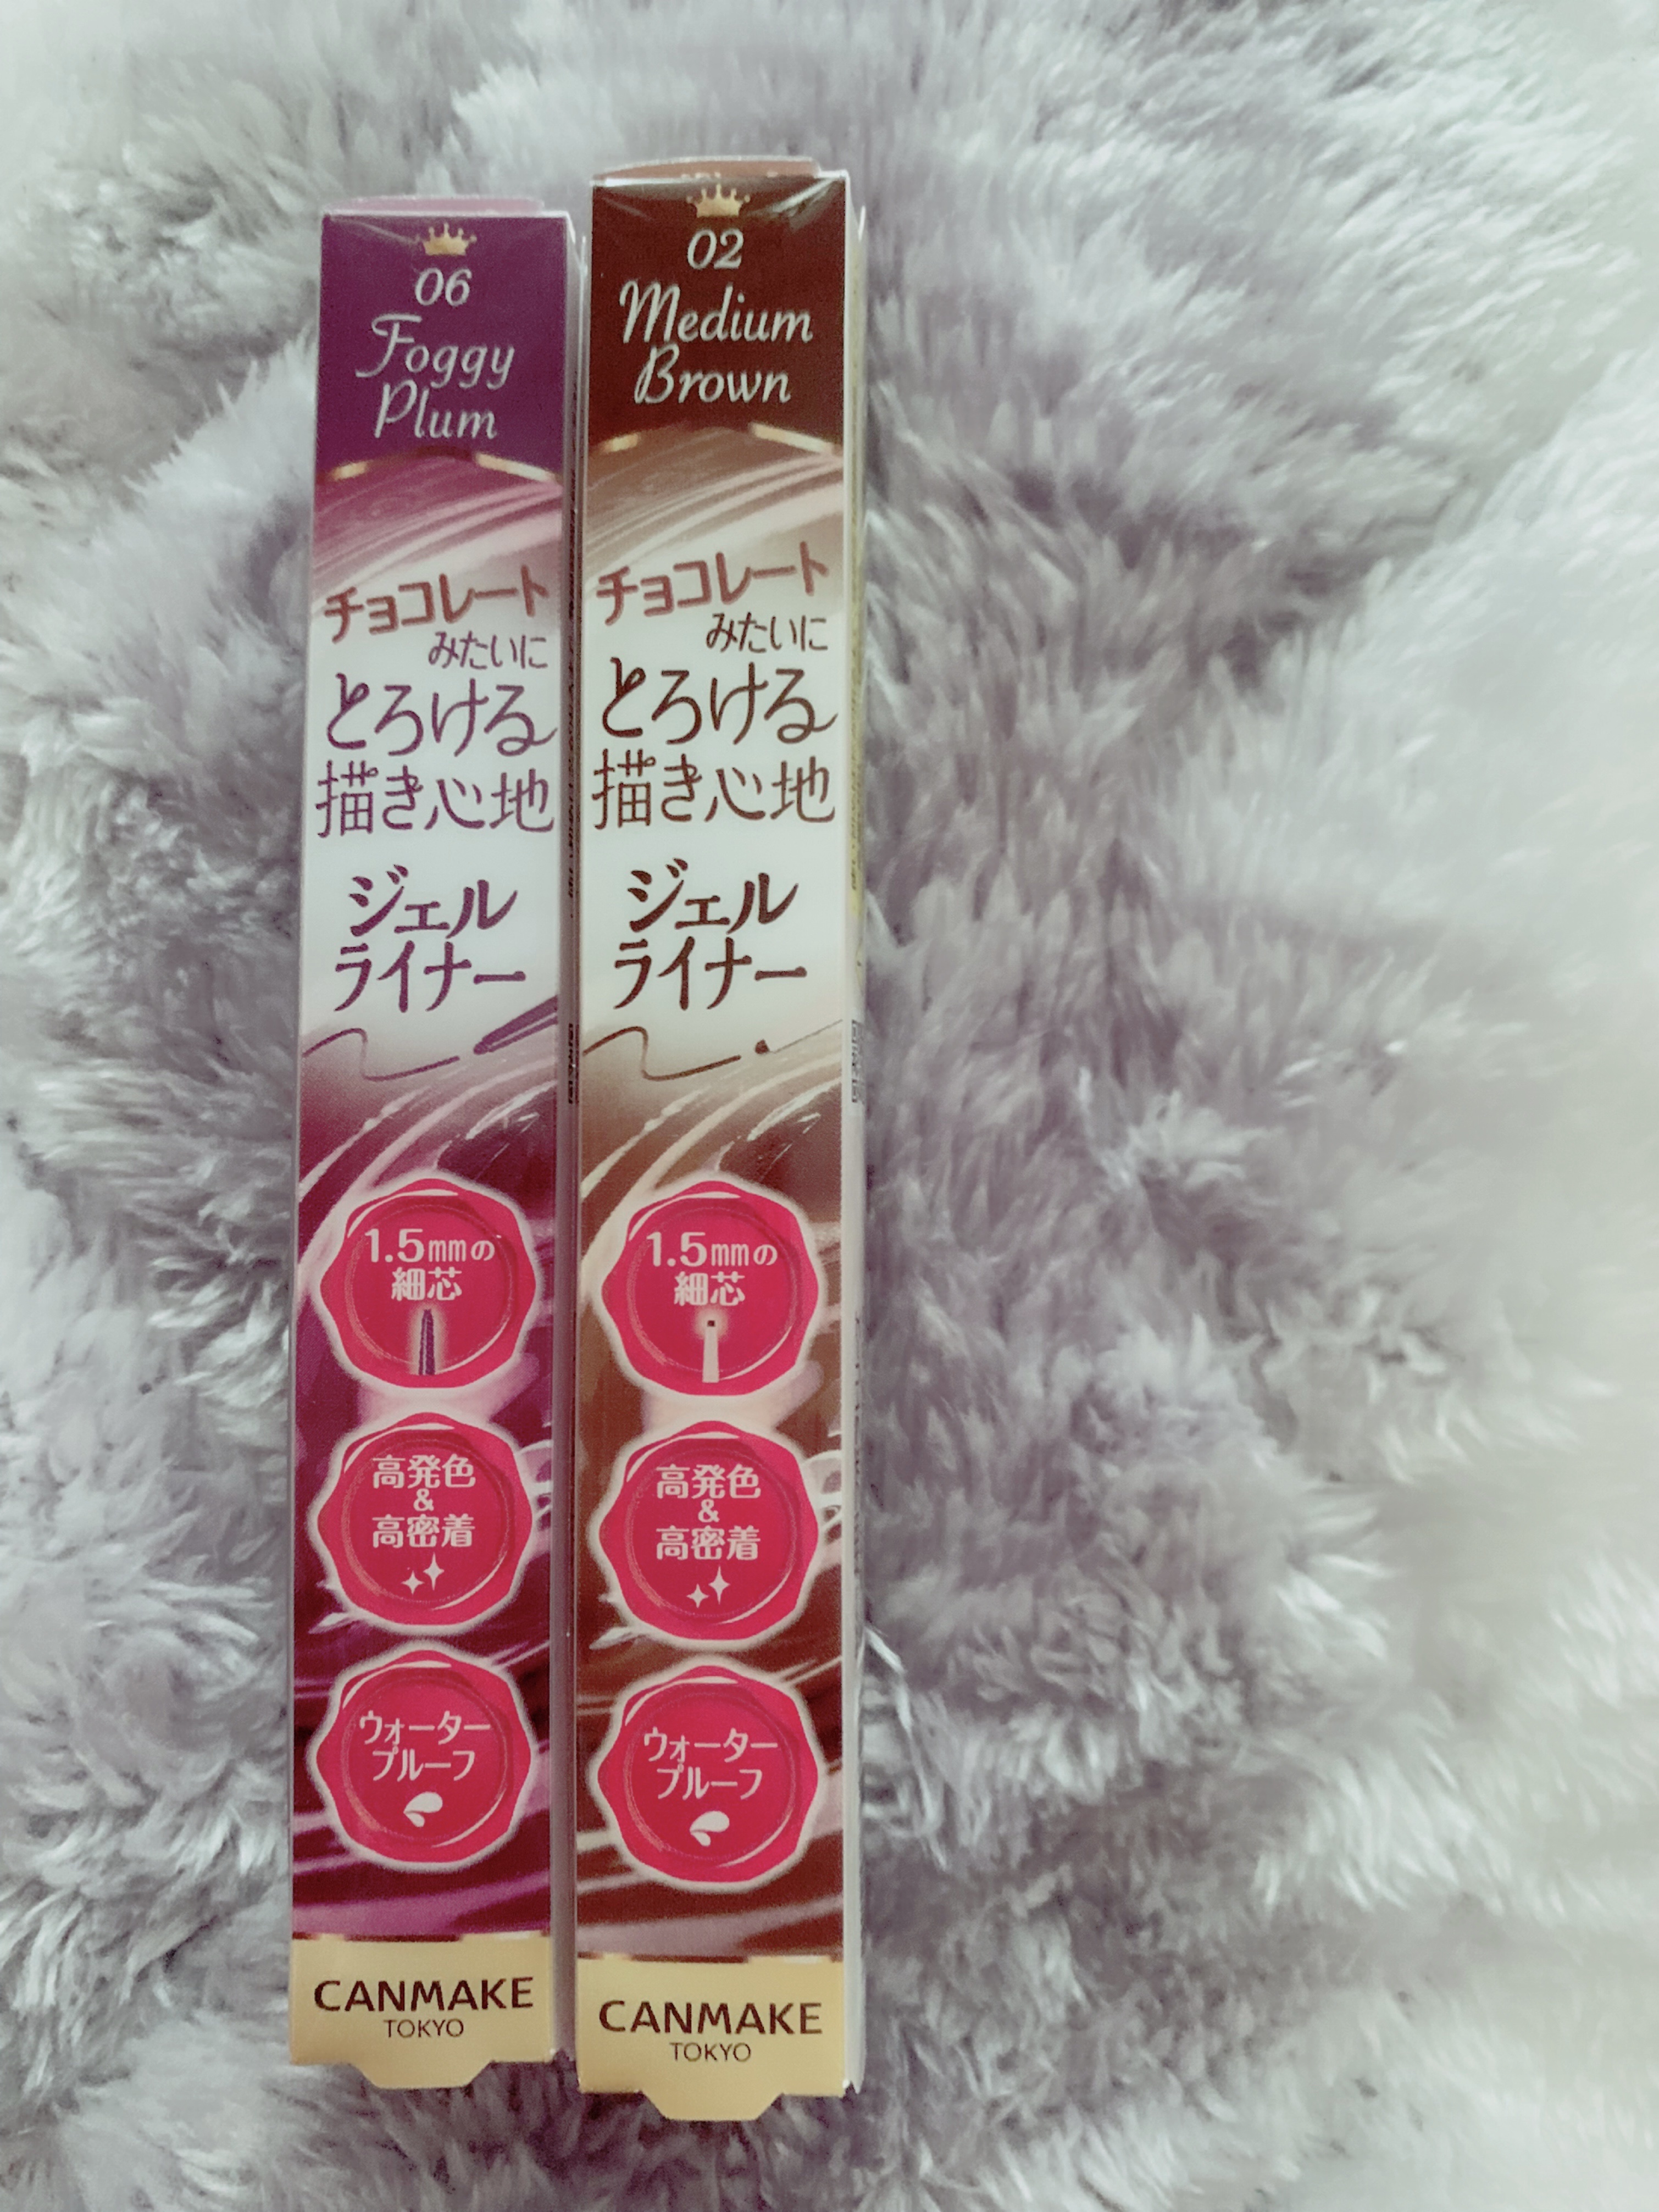 06
Foggy
Plum
チョコレート
みたいに
とろける
描き心地
ジェル
ライナー
1.5mmの
細芯
高発色
&
高密着
ウォーター
プルーフ
CANMAKE
TOKYO
02
Medium
Brown
チョコレート
みたいに
とろける
描き心地
ジェル
ライナー
1.5mmの
細芯
高発色
&
高密着
ウォーター
プルーフ
CANMAKE
TOKYO